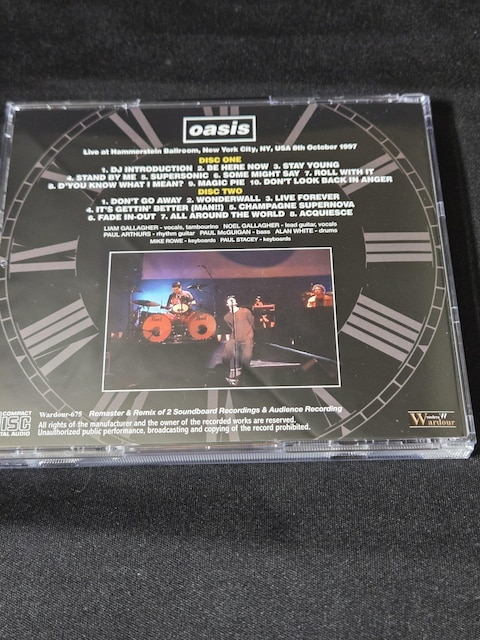 oasis
Live at Hammerstein Ballroom, New York City, NY, USA 8th October 1997
DISC ONE
1. DJ INTRODUCTION 2. BE HERE NOW 3. STAY YOUNG
4. STAND BY ME 5. SUPERSONIC 6. SOME MIGHT SAY 7. ROLL WITH IT
8. D'YOU KNOW WHAT I MEAN? 9. MAGIC PIE 10. DON'T LOOK BACK IN ANGER
DISC TWO
1. DON'T GO AWAY 2. WONDERWALL 3. LIVE FOREVER
4. IT'S GETTIN' BETTER (MAN!!) 5. CHAMPAGNE SUPERNOVA
6. FADE IN-OUT 7. ALL AROUND THE WORLD 8. ACQUIESCE
LIAM GALLAGHER - vocals, tambourine NOEL GALLAGHER - lead guitar, vocals
PAUL ARTHURS - rhythm guitar PAUL McGUIGAN - bass ALAN WHITE - drums
MIKE ROWE - keyboards PAUL STACEY - keyboards
COMPACT
DISC
DIGITAL AUDIO
Wardour-675 Remaster & Remix of 2 Soundboard Recordings & Audience Recording
All rights of the manufacturer and the owner of the recorded works are reserved.
Unauthorized public performance, broadcasting and copying of the record prohibited.
Wardour